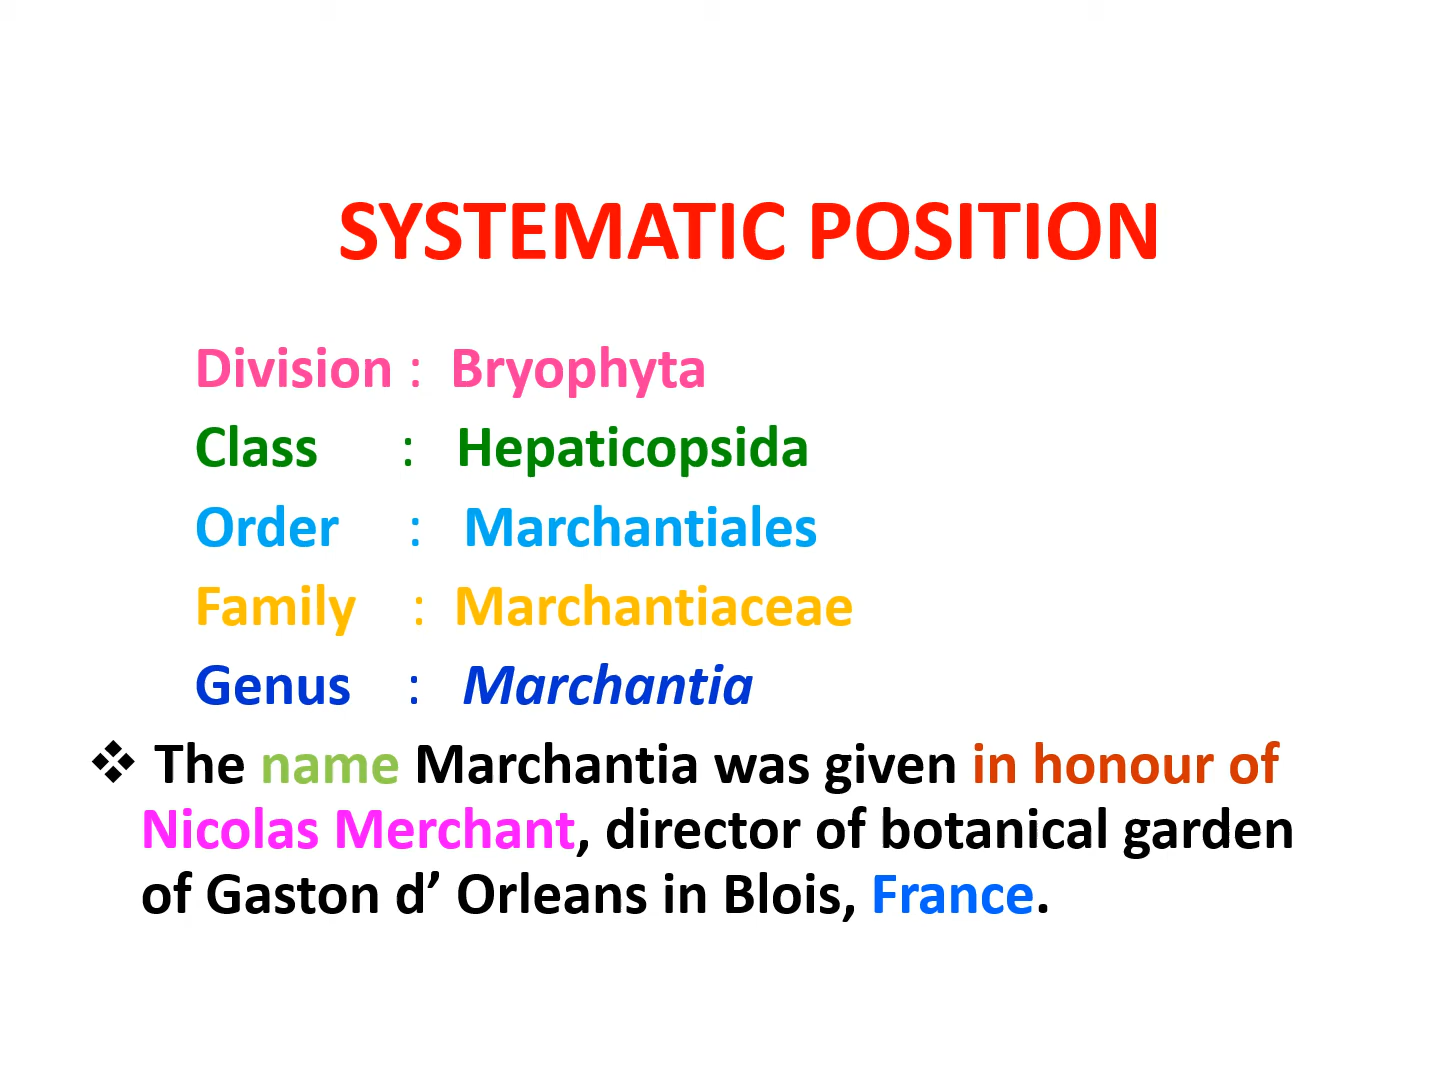 SYSTEMATIC POSITION
Division : Bryophyta
Class : Hepaticopsida
Order : Marchantiales
Family : Marchantiaceae
Genus : Marchantia
❖ The name Marchantia was given in honour of
Nicolas Merchant, director of botanical garden
of Gaston d’ Orleans in Blois, France.